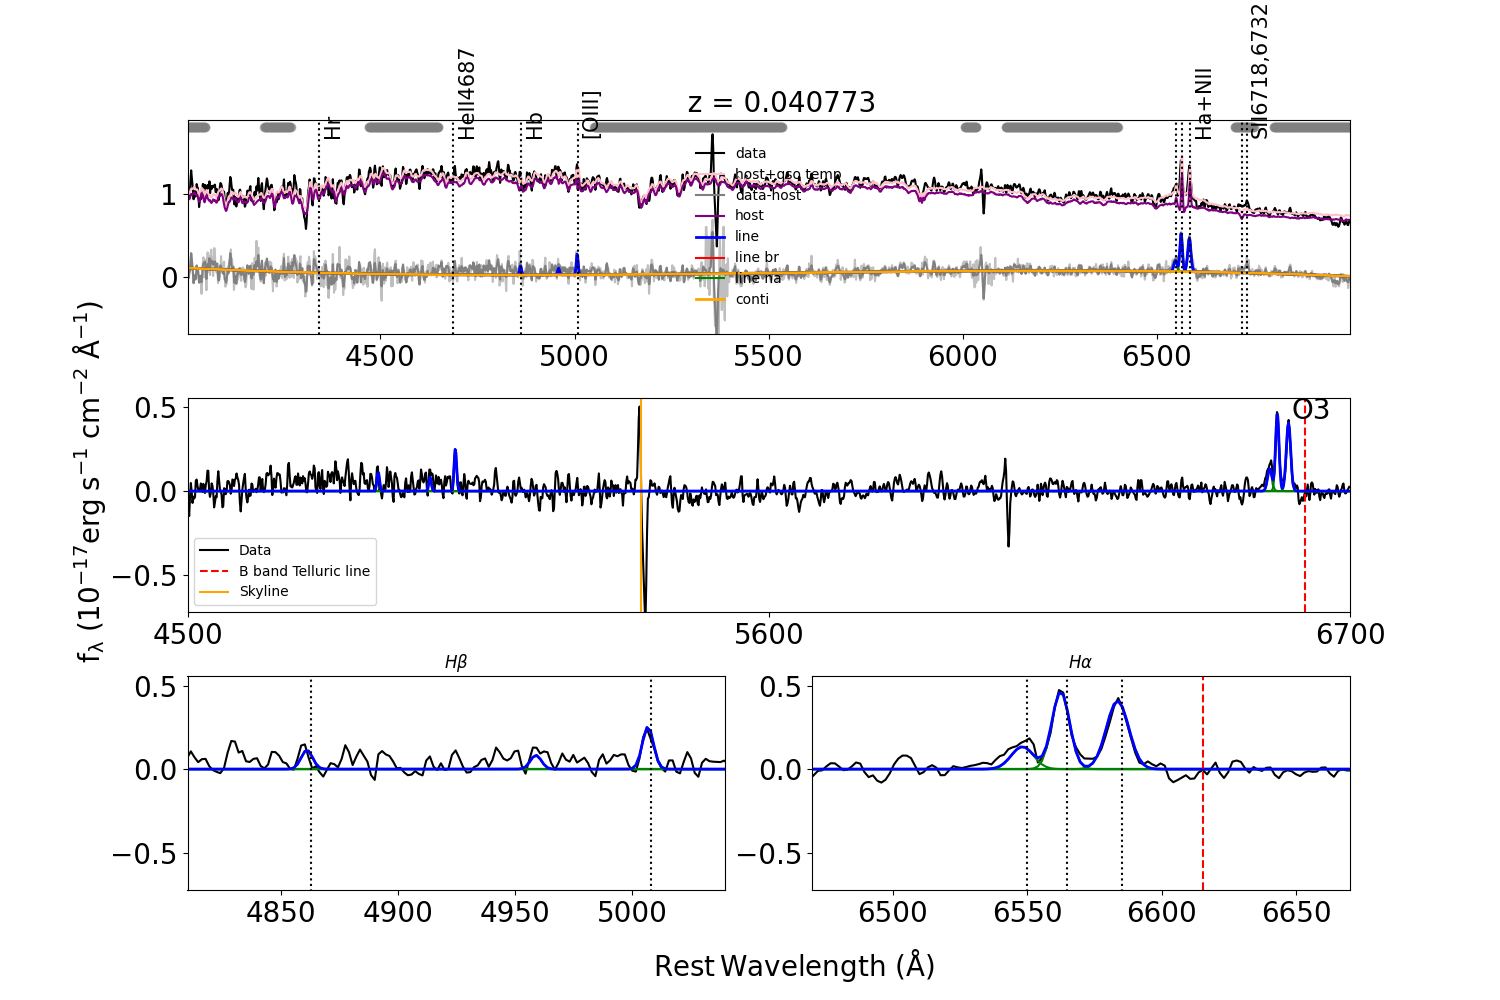 z = 0.040773
Hr
HeII4687
Hb
[OIII]
Ha+NII
SII6718,6732
data
host+qso temp
data-host
host
line
line br
line na
conti
1
0
4500 5000 5500 6000 6500
f_λ (10^−17 erg s^−1 cm^−2 Å^−1)
O3
0.5
0.0
−0.5
Data
B band Telluric line
Skyline
4500 5600 6700
Hβ
0.5
0.0
−0.5
4850 4900 4950 5000
Hα
0.5
0.0
−0.5
6500 6550 6600 6650
Rest Wavelength (Å)